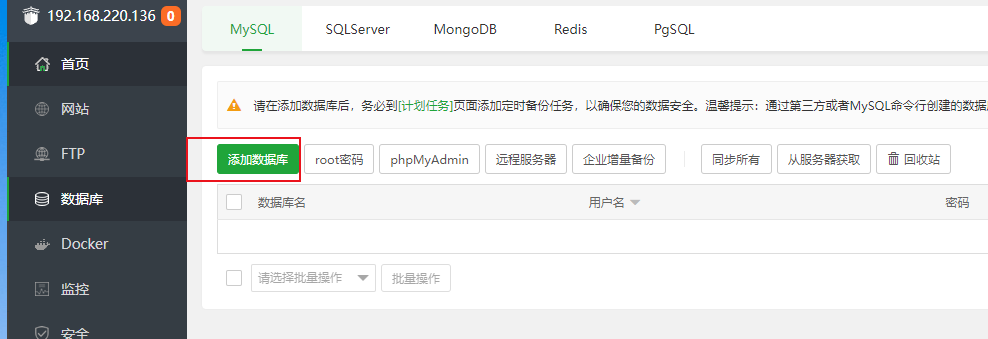 192.168.220.136 0
首页
网站
FTP
数据库
Docker
监控
安全
MySQL SQLServer MongoDB Redis PgSQL
请在添加数据库后，务必到[计划任务]页面添加定时备份任务，以确保您的数据安全。温馨提示：通过第三方或者MySQL命令行创建的数据
添加数据库 root密码 phpMyAdmin 远程服务器 企业增量备份 同步所有 从服务器获取 回收站
数据库名 用户名 密码
请选择批量操作 批量操作